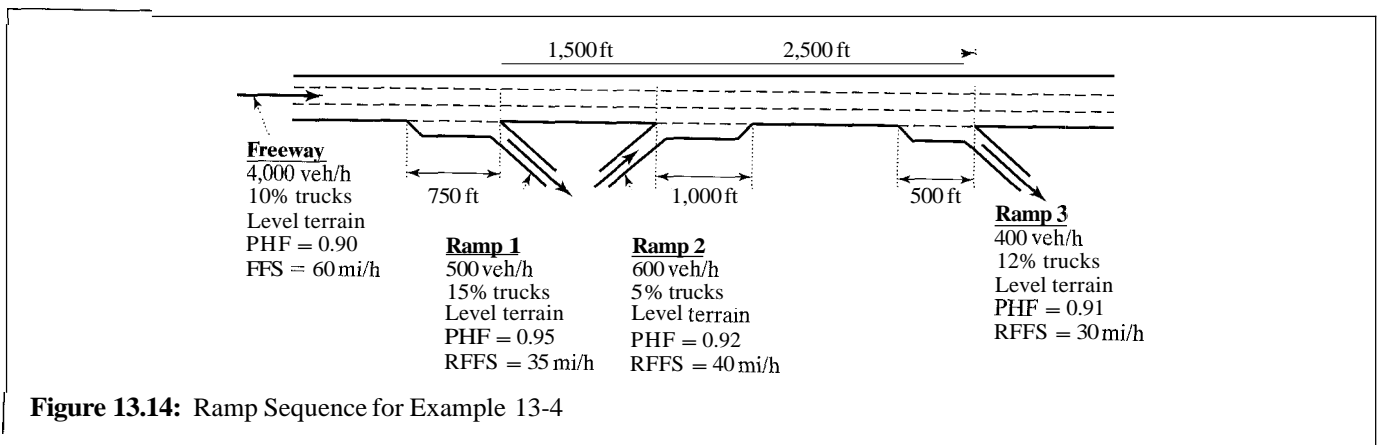 1,500 ft 2,500 ft
Freeway
4,000 veh/h
10% trucks
Level terrain
PHF = 0.90
FFS = 60 mi/h
750 ft
1,000 ft
500 ft
Ramp 1
500 veh/h
15% trucks
Level terrain
PHF = 0.95
RFFS = 35 mi/h
Ramp 2
600 veh/h
5% trucks
Level terrain
PHF = 0.92
RFFS = 40 mi/h
Ramp 3
400 veh/h
12% trucks
Level terrain
PHF = 0.91
RFFS = 30 mi/h
Figure 13.14: Ramp Sequence for Example 13-4